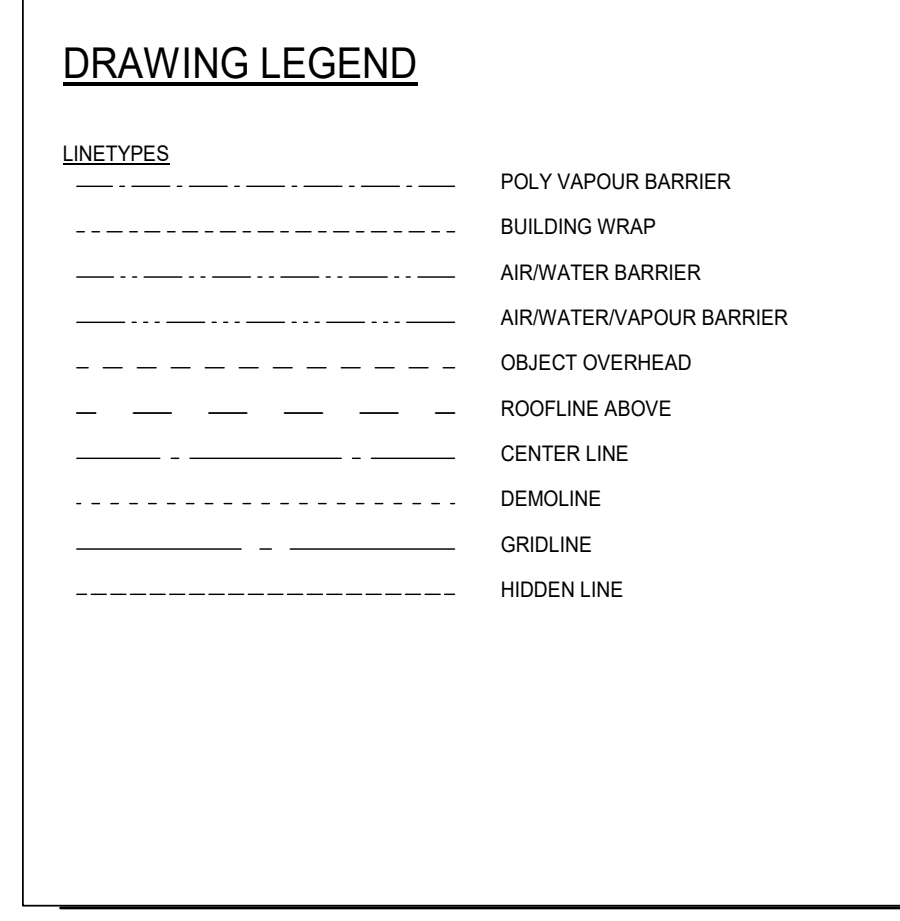 DRAWING LEGEND
LINETYPES
POLY VAPOUR BARRIER
BUILDING WRAP
AIR/WATER BARRIER
AIR/WATER/VAPOUR BARRIER
OBJECT OVERHEAD
ROOFLINE ABOVE
CENTER LINE
DEMOLINE
GRIDLINE
HIDDEN LINE